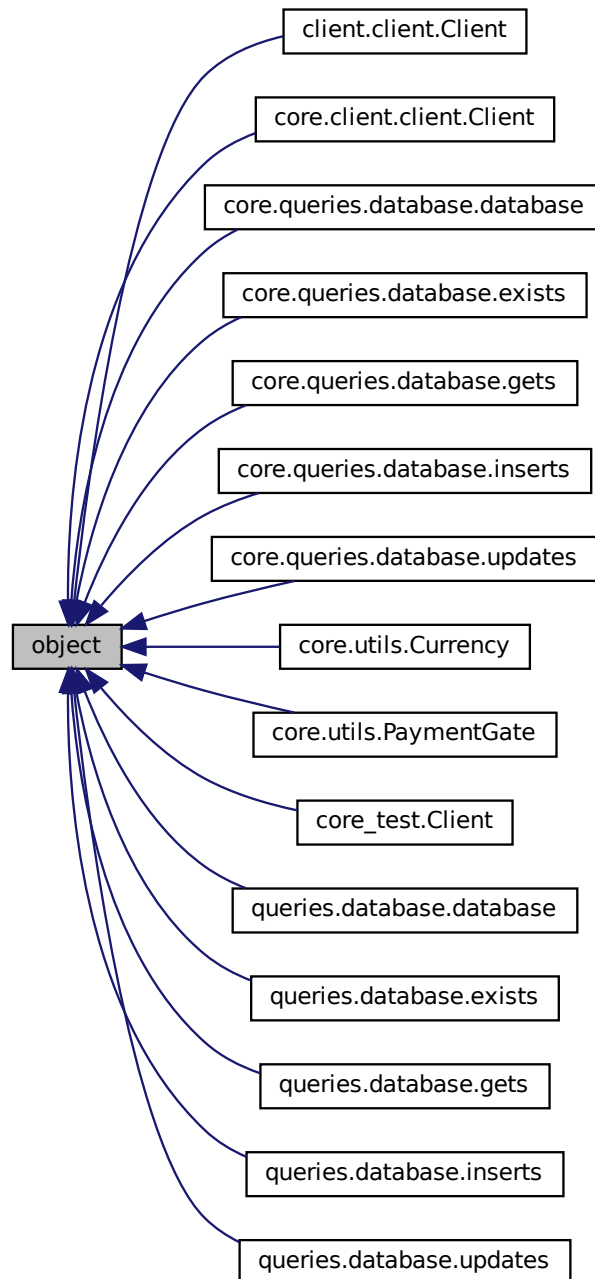 client.client.Client
core.client.client.Client
core.queries.database.database
core.queries.database.exists
core.queries.database.gets
core.queries.database.inserts
core.queries.database.updates
object
core.utils.Currency
core.utils.PaymentGate
core_test.Client
queries.database.database
queries.database.exists
queries.database.gets
queries.database.inserts
queries.database.updates